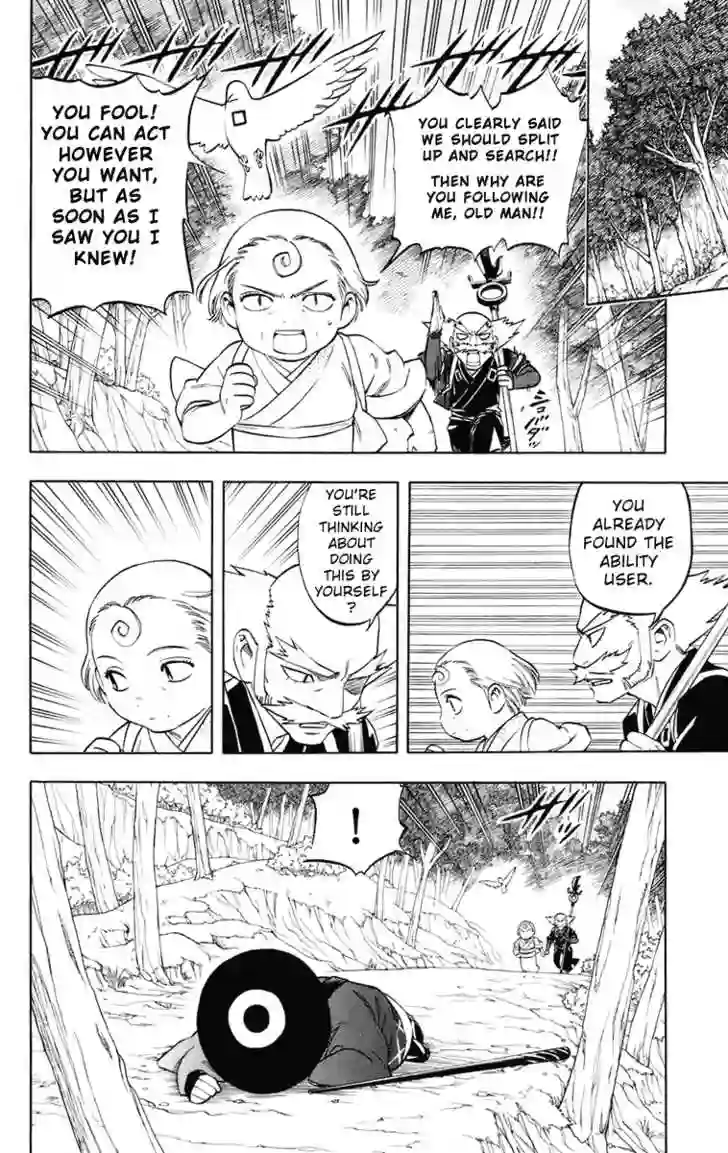 YOU CLEARLY SAID
WE SHOULD SPLIT
UP AND SEARCH!!
THEN WHY ARE
YOU FOLLOWING
ME, OLD MAN!!
YOU FOOL!
YOU CAN ACT
HOWEVER
YOU WANT,
BUT AS
SOON AS I
SAW YOU I
KNEW!
YOU
ALREADY
FOUND THE
ABILITY
USER.
YOU'RE
STILL
THINKING
ABOUT
DOING
THIS BY
YOURSELF
?
!